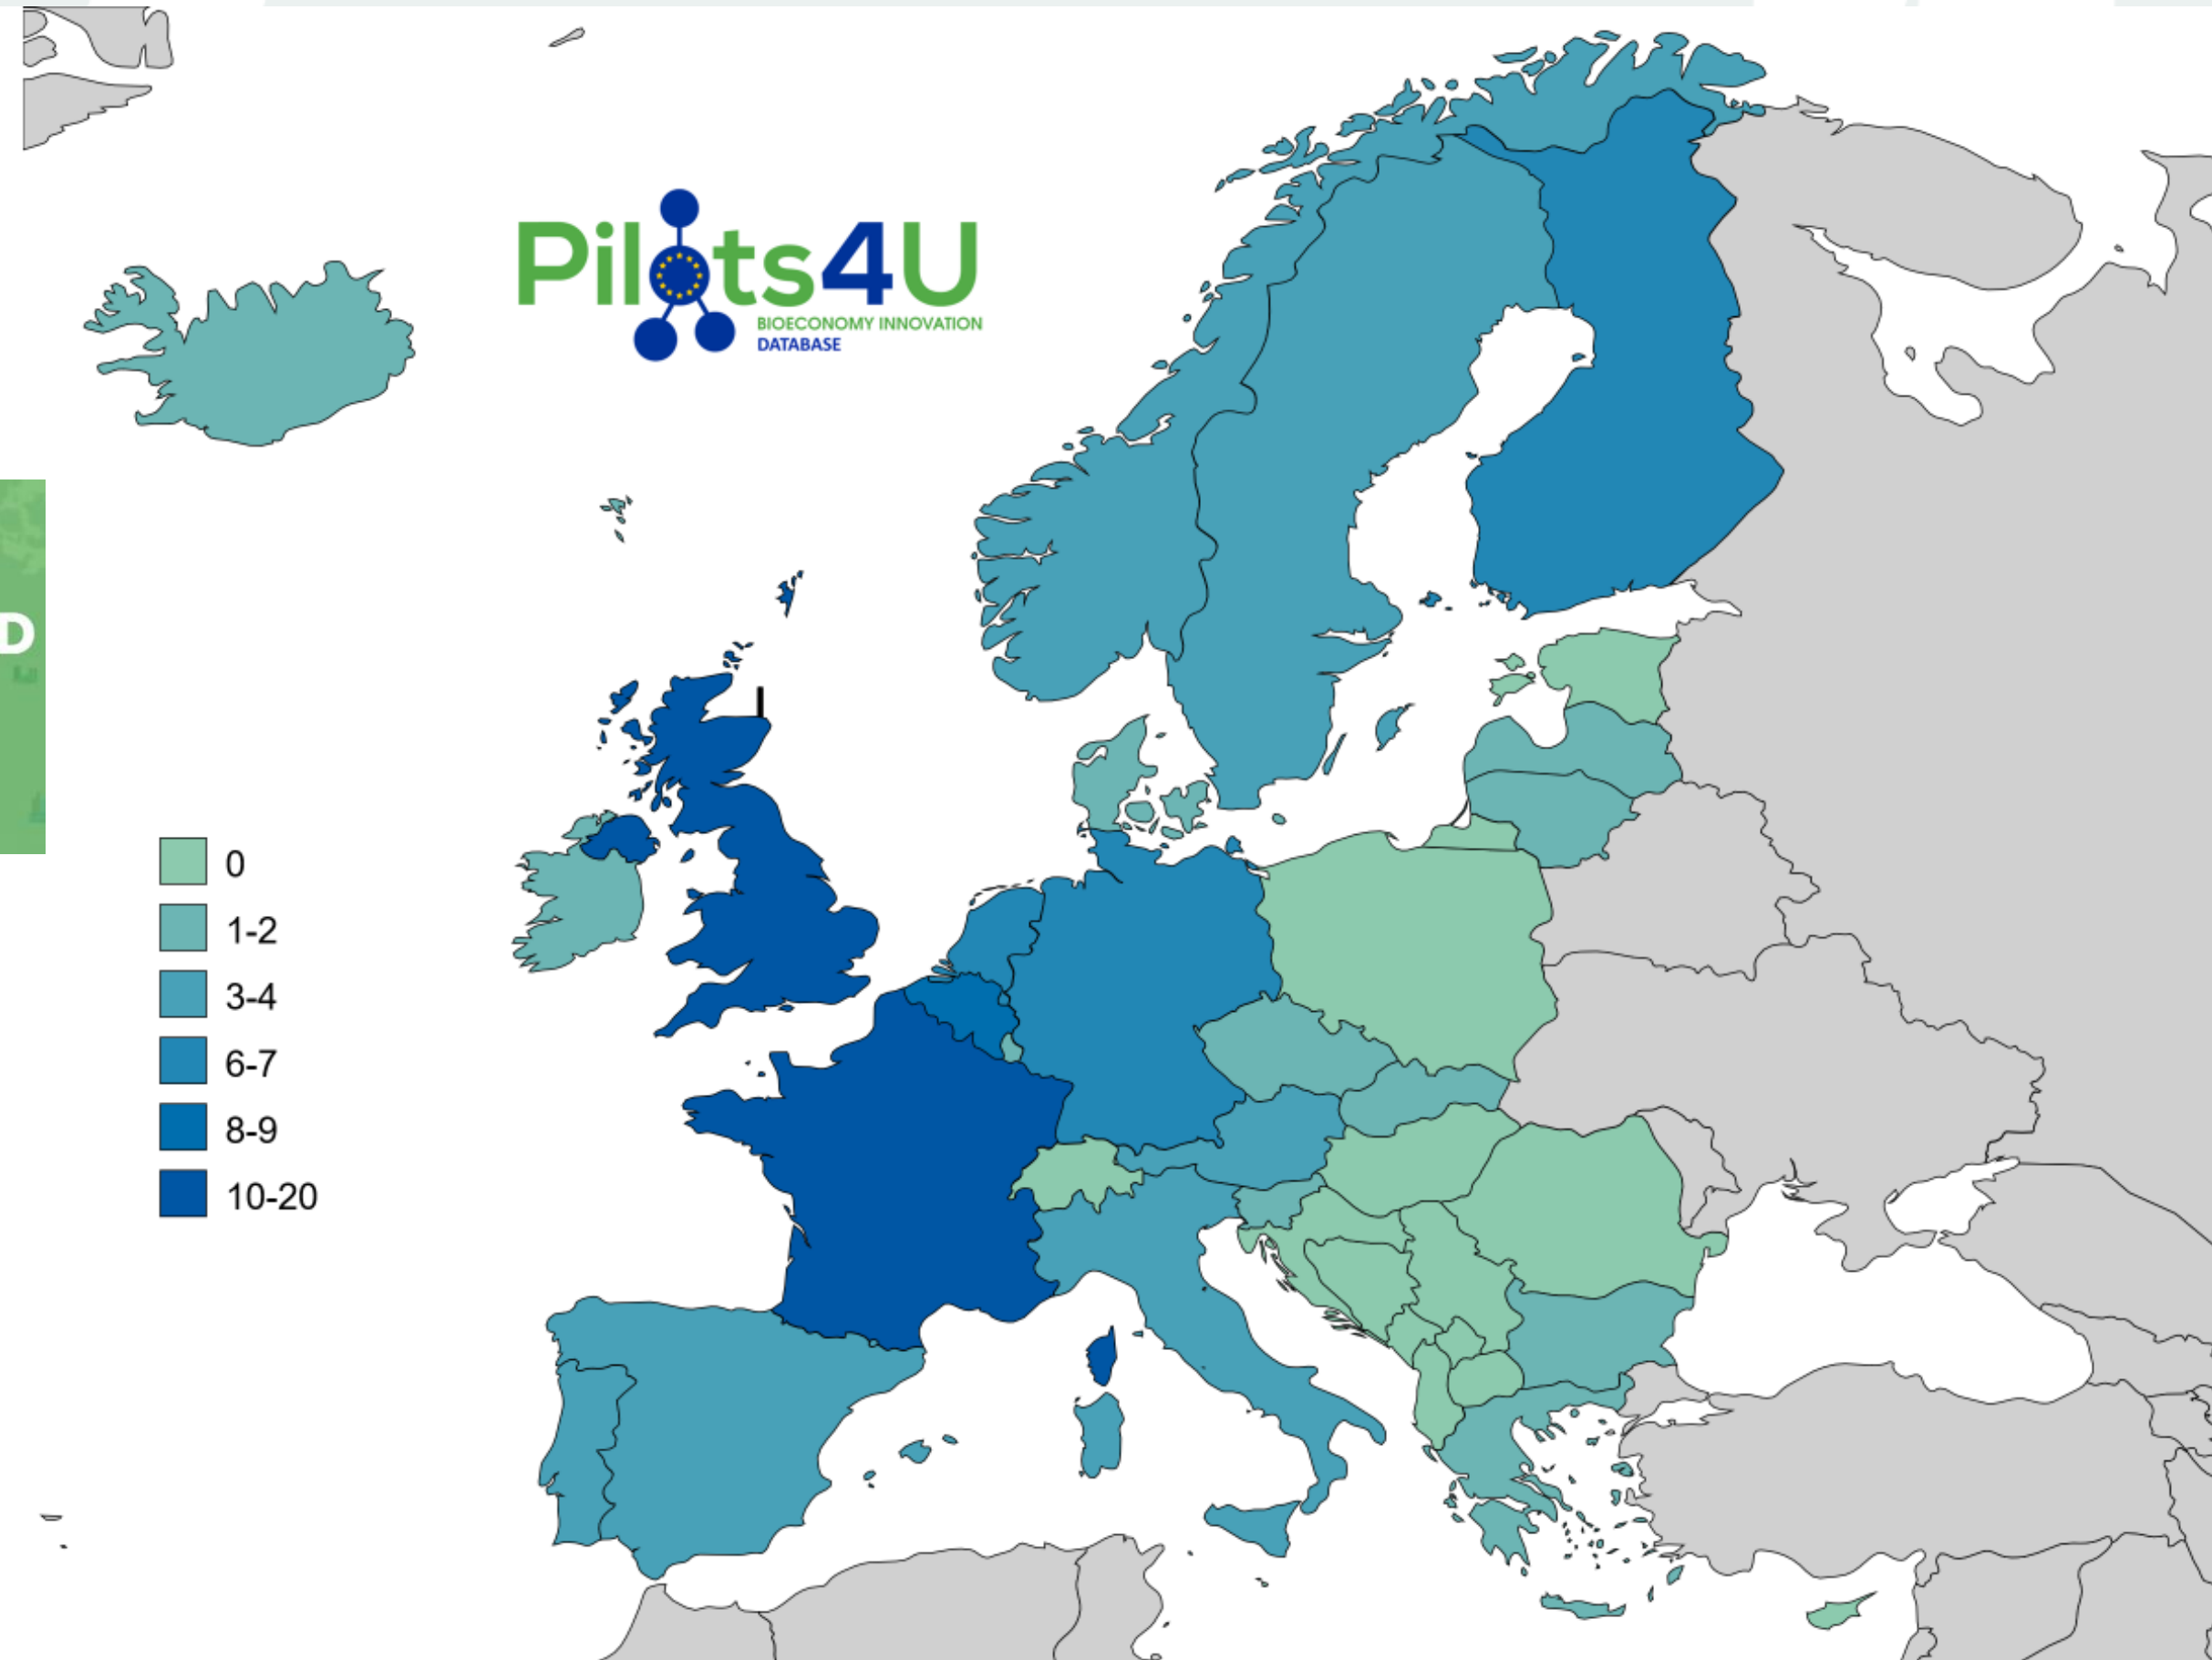 Pilots4U
BIOECONOMY INNOVATION
DATABASE
D
0
1-2
3-4
6-7
8-9
10-20